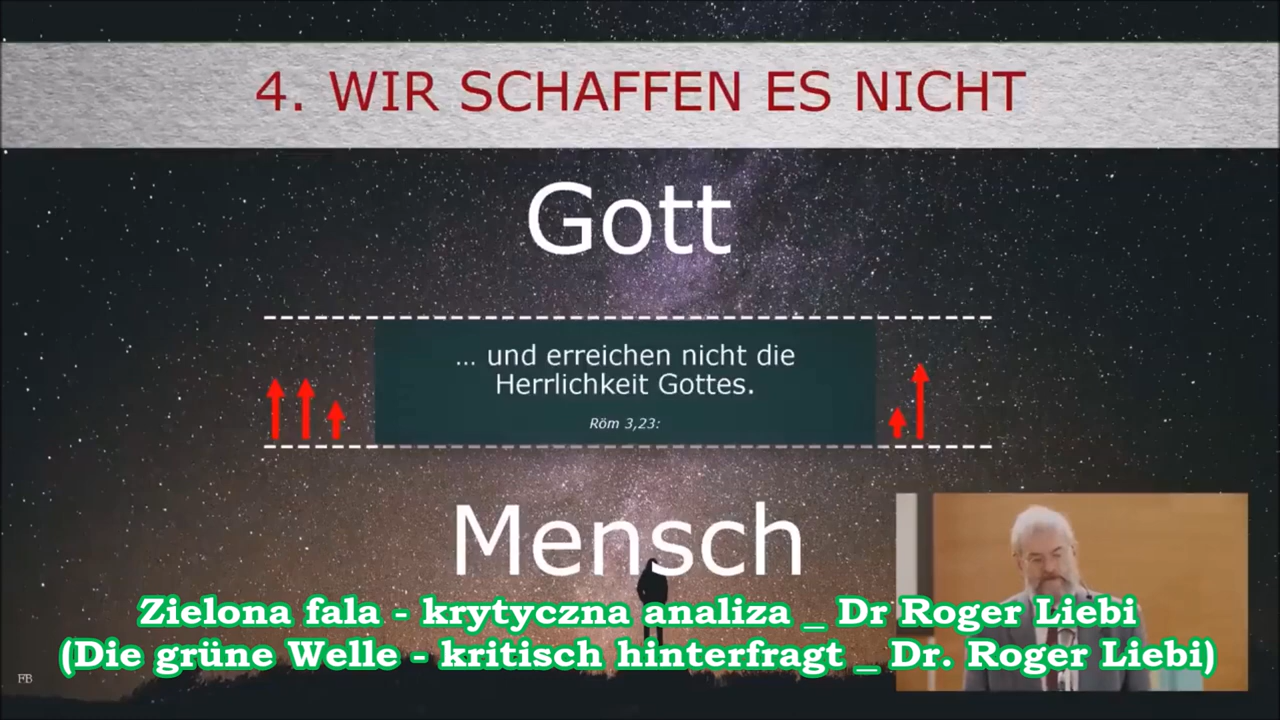 4. WIR SCHAFFEN ES NICHT
Gott
... und erreichen nicht die
Herrlichkeit Gottes.
Röm 3,23:
Mensch
Zielona fala - krytyczna analiza _ Dr Roger Liebi
(Die grüne Welle - kritisch hinterfragt _ Dr. Roger Liebi)
FB